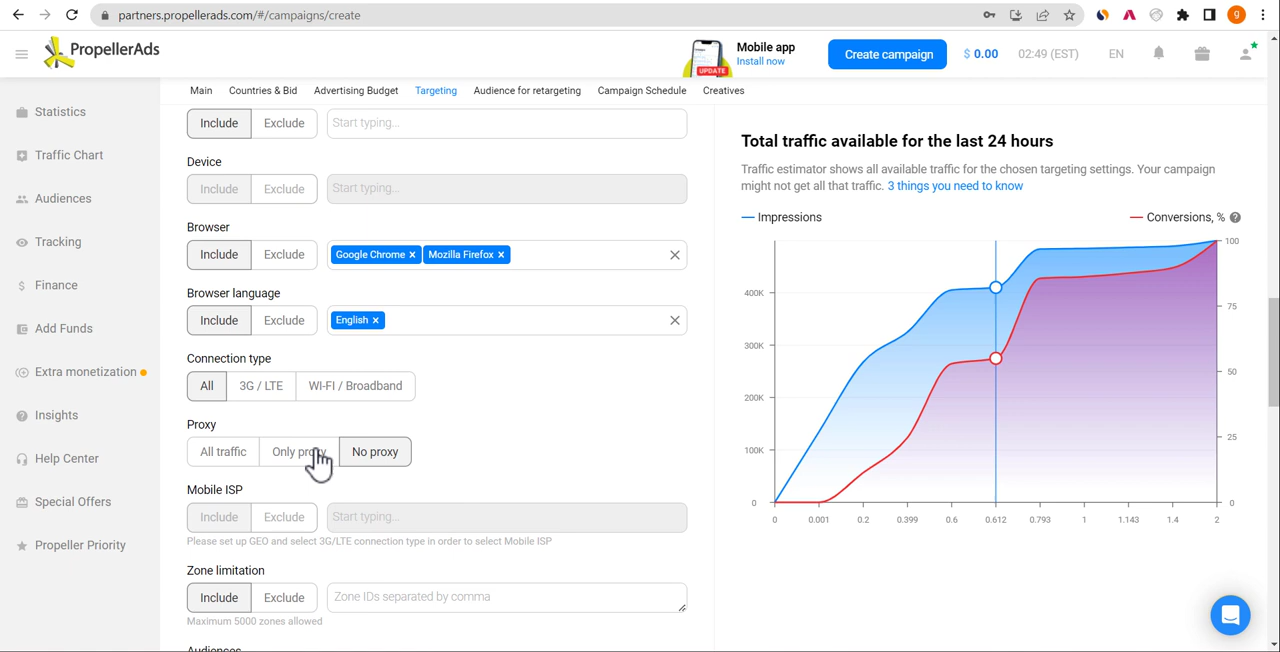 partners.propellerads.com/#/campaigns/create
g
PropellerAds
UPDATE
Mobile app
Install now
Create campaign
$ 0.00
02:49 (EST)
EN
Main
Countries & Bid
Advertising Budget
Targeting
Audience for retargeting
Campaign Schedule
Creatives
Statistics
Traffic Chart
Audiences
Tracking
Finance
Add Funds
Extra monetization
Insights
Help Center
Special Offers
Propeller Priority
Include
Exclude
Start typing...
Device
Include
Exclude
Start typing...
Browser
Include
Exclude
Google Chrome ×
Mozilla Firefox ×
Browser language
Include
Exclude
English ×
Connection type
All
3G / LTE
WI-FI / Broadband
Proxy
All traffic
Only proxy
No proxy
Mobile ISP
Include
Exclude
Start typing...
Please set up GEO and select 3G/LTE connection type in order to select Mobile ISP
Zone limitation
Include
Exclude
Zone IDs separated by comma
Maximum 5000 zones allowed
Audiences
Total traffic available for the last 24 hours
Traffic estimator shows all available traffic for the chosen targeting settings. Your campaign
might not get all that traffic. 3 things you need to know
Impressions
Conversions, %
400K
300K
200K
100K
0
100
75
50
25
0
0
0.001
0.2
0.399
0.6
0.612
0.793
1
1.143
1.4
2